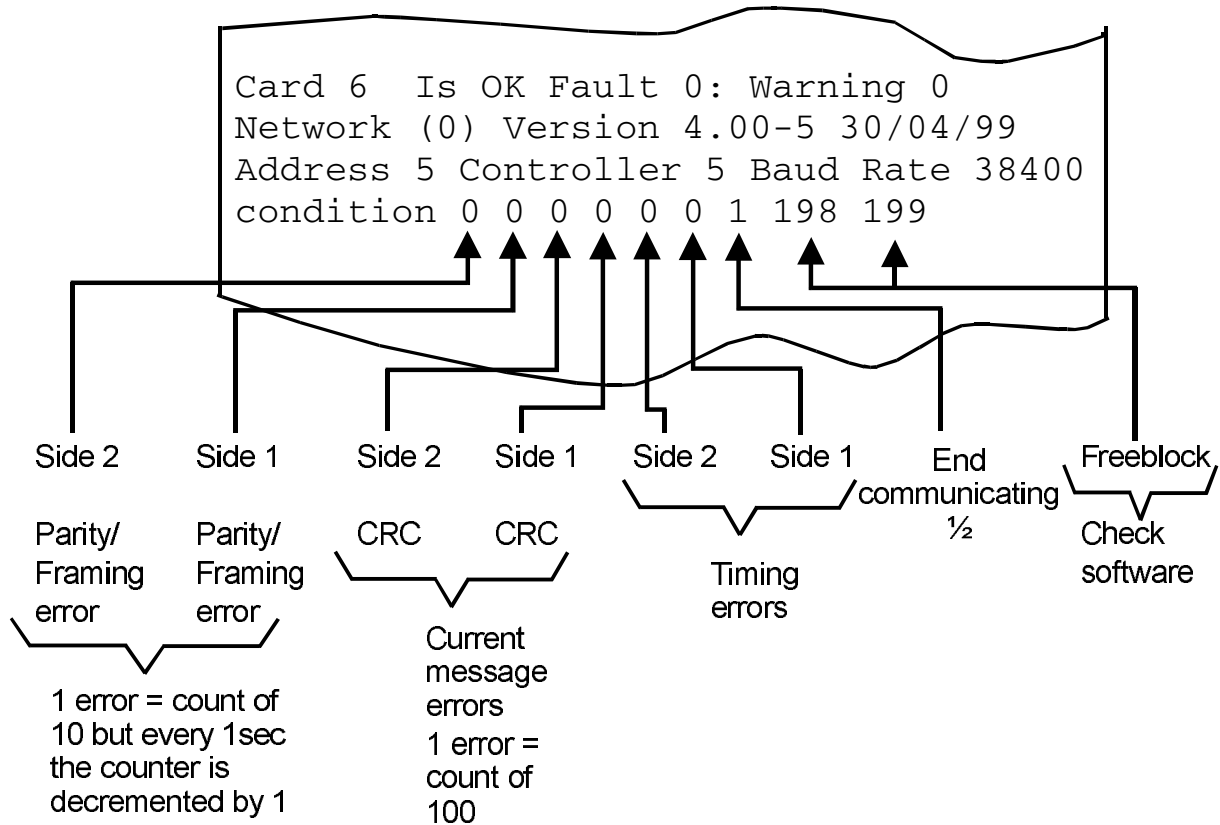 Card 6  Is OK Fault 0: Warning 0
Network (0) Version 4.00-5 30/04/99
Address 5 Controller 5 Baud Rate 38400
condition 0 0 0 0 0 0 1 198 199
Side 2
Parity/
Framing
error
Side 1
Parity/
Framing
error
1 error = count of
10 but every 1sec
the counter is
decremented by 1
Side 2
CRC
Side 1
CRC
Current
message
errors
1 error =
count of
100
Side 2
Side 1
Timing
errors
End
communicating
½
Freeblock
Check
software